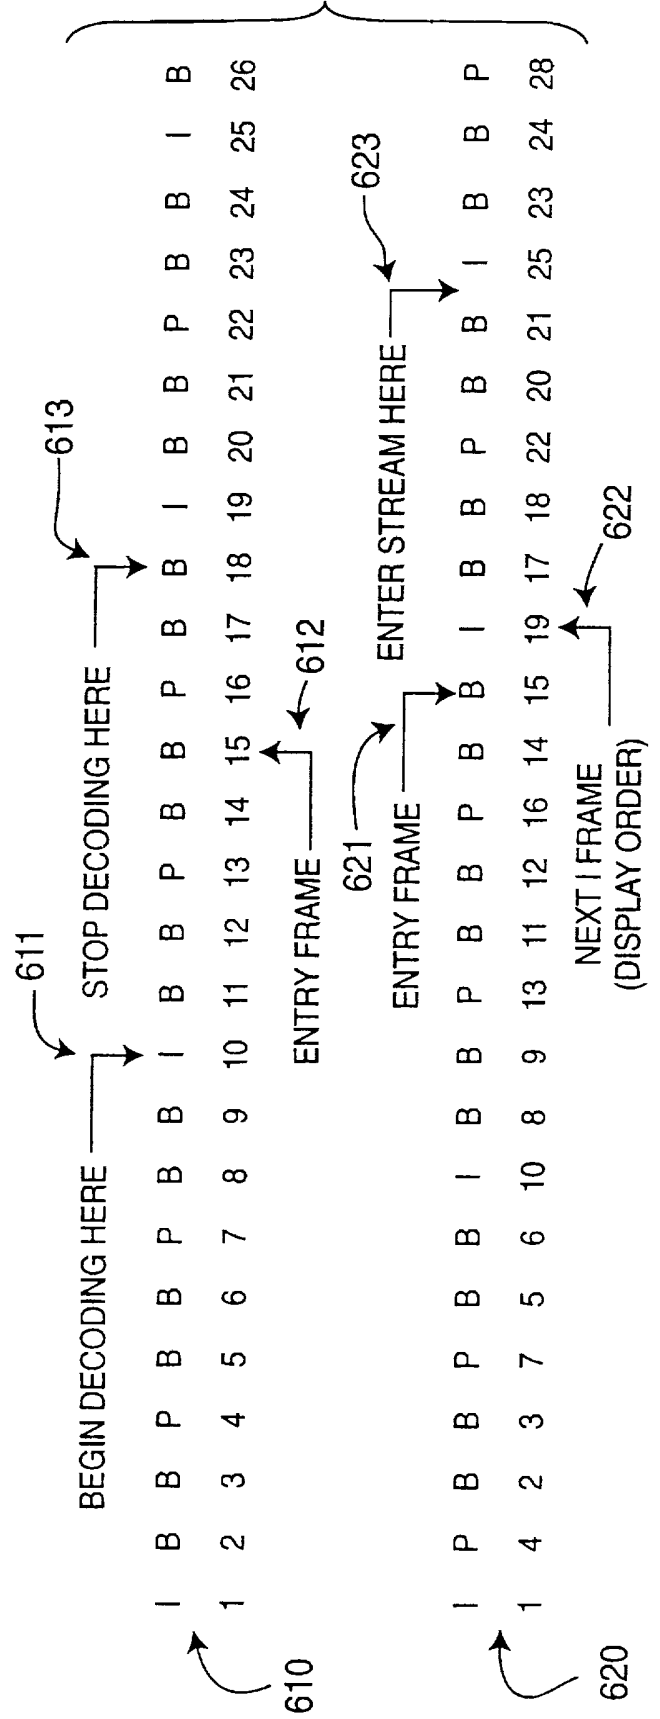 611
613
BEGIN DECODING HERE
STOP DECODING HERE
I B B P B B P B B I B B P B B P B B I B B P B B I B
1 2 3 4 5 6 7 8 9 10 11 12 13 14 15 16 17 18 19 20 21 22 23 24 25 26
610
ENTRY FRAME
612
621
ENTRY FRAME
ENTER STREAM HERE
623
I P B B P B B I B B P B B P B B I B B P B B I B B P
1 4 2 3 7 5 6 10 8 9 13 11 12 16 14 15 19 17 18 22 20 21 25 23 24 28
620
NEXT I FRAME
(DISPLAY ORDER)
622